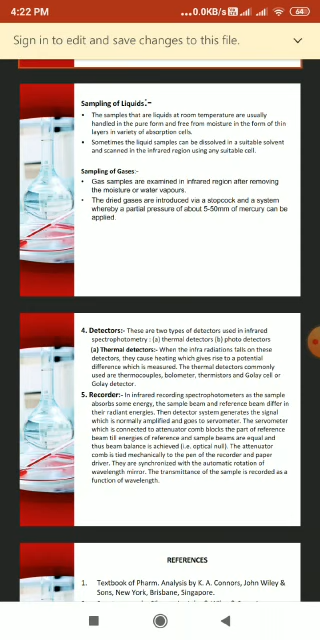 4:22 PM
...0.0KB/s
64
Sign in to edit and save changes to this file.
Sampling of Liquids:-
• The samples that are liquids at room temperature are usually
handled in the pure form and free from moisture in the form of thin
layers in variety of absorption cells.
• Sometimes the liquid samples can be dissolved in a suitable solvent
and scanned in the infrared region using any suitable cell.
Sampling of Gases:-
• Gas samples are examined in infrared region after removing
the moisture or water vapours.
• The dried gases are introduced via a stopcock and a system
whereby a partial pressure of about 5-50mm of mercury can be
applied.
4. Detectors:- These are two types of detectors used in infrared
spectrophotometry : (a) thermal detectors (b) photo detectors
(a) Thermal detectors:- When the infra radiations falls on these
detectors, they cause heating which gives rise to a potential
difference which is measured. The thermal detectors commonly
used are thermocouples, bolometer, thermistors and Golay cell or
Golay detector.
5. Recorder:- In infrared recording spectrophotometers as the sample
absorbs some energy, the sample beam and reference beam differ in
their radiant energies. Then detector system generates the signal
which is normally amplified and goes to servometer. The servometer
which is connected to attenuator comb blocks the part of reference
beam till energies of reference and sample beams are equal and
thus beam balance is achieved (i.e. optical null). The attenuator
comb is tied mechanically to the pen of the recorder and paper
driver. They are synchronized with the automatic rotation of
wavelength mirror. The transmittance of the sample is recorded as a
function of wavelength.
REFERENCES
1. Textbook of Pharm. Analysis by K. A. Connors, John Wiley &
Sons, New York, Brisbane, Singapore.